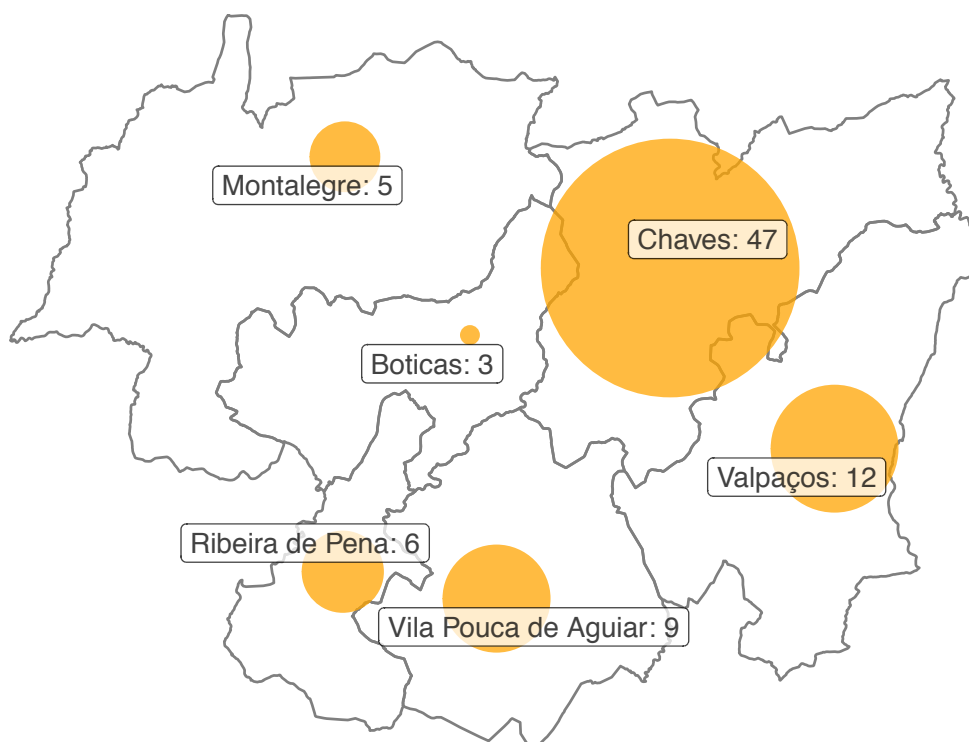 Montalegre: 5
Chaves: 47
Boticas: 3
Valpaços: 12
Ribeira de Pena: 6
Vila Pouca de Aguiar: 9